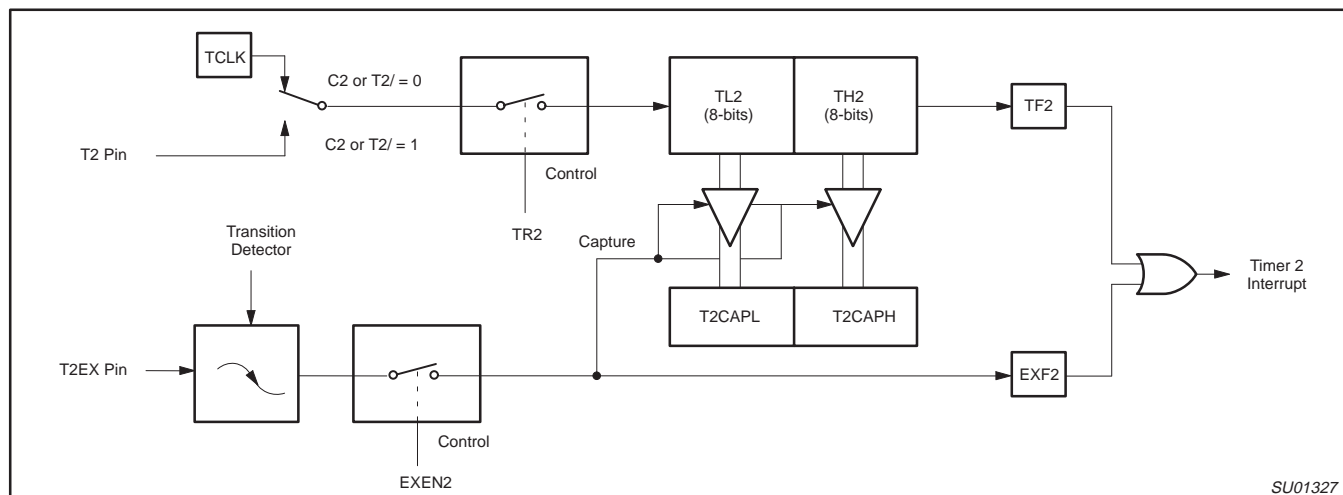 TCLK
C2 or T2/ = 0
C2 or T2/ = 1
T2 Pin
Control
TR2
TL2
(8-bits)
TH2
(8-bits)
TF2
Transition
Detector
Capture
T2CAPL
T2CAPH
Timer 2
Interrupt
T2EX Pin
Control
EXEN2
EXF2
SU01327